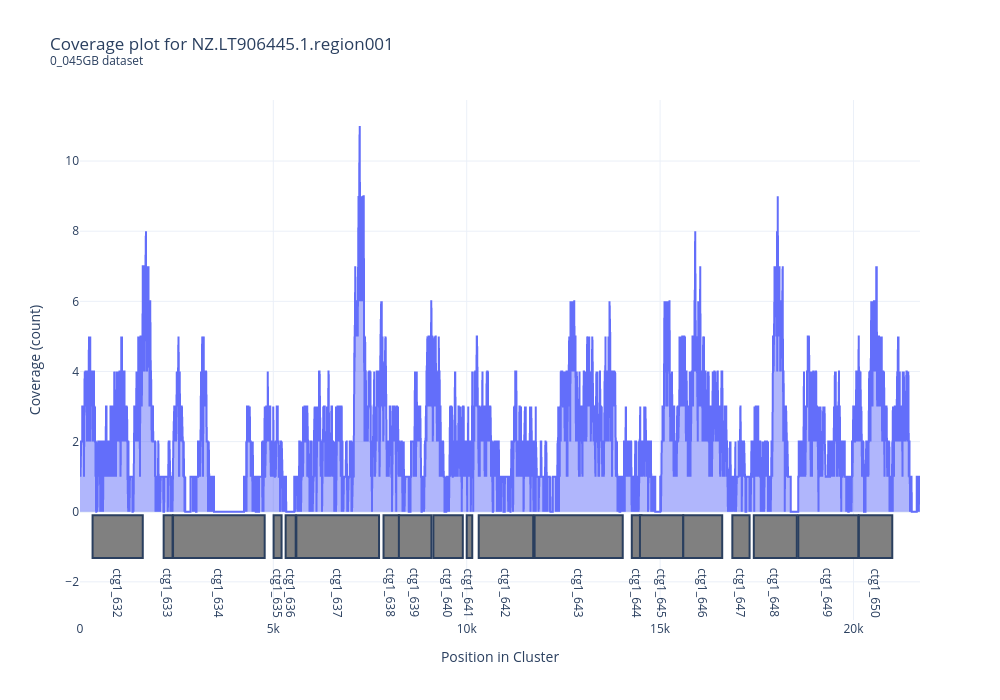 Coverage plot for NZ.LT906445.1.region001
0_045GB dataset
Coverage (count)
10
8
6
4
2
0
−2
ctg1_632
ctg1_633
ctg1_634
ctg1_635
ctg1_636
ctg1_637
ctg1_638
ctg1_639
ctg1_640
ctg1_641
ctg1_642
ctg1_643
ctg1_644
ctg1_645
ctg1_646
ctg1_647
ctg1_648
ctg1_649
ctg1_650
0 5k 10k 15k 20k
Position in Cluster